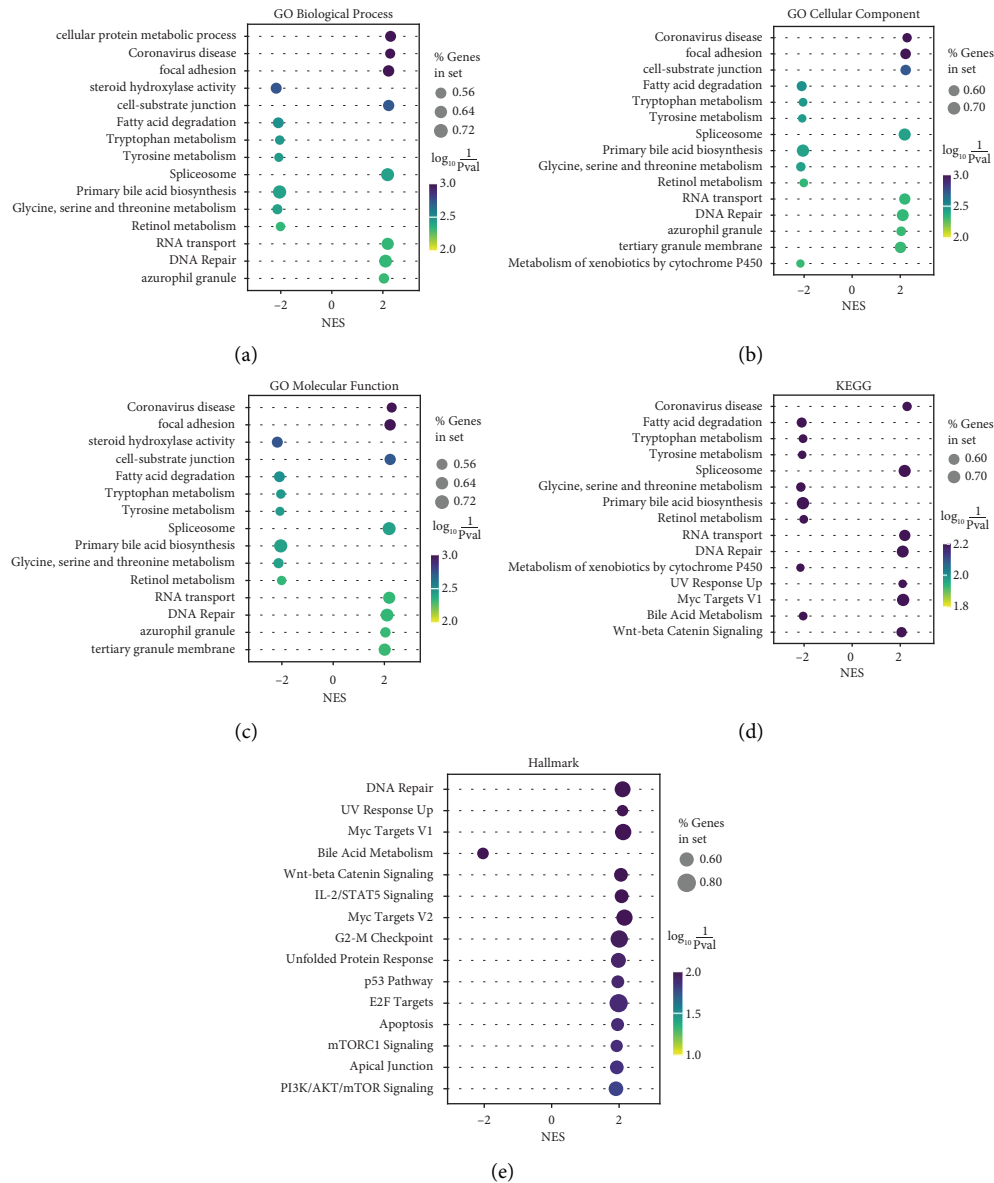 GO Biological Process
cellular protein metabolic process
Coronavirus disease
focal adhesion
steroid hydroxylase activity
cell-substrate junction
Fatty acid degradation
Tryptophan metabolism
Tyrosine metabolism
Spliceosome
Primary bile acid biosynthesis
Glycine, serine and threonine metabolism
Retinol metabolism
RNA transport
DNA Repair
azurophil granule
−2 0 2
NES
% Genes
in set
0.56
0.64
0.72
log10 1/Pval
3.0
2.5
2.0
(a)
GO Cellular Component
Coronavirus disease
focal adhesion
cell-substrate junction
Fatty acid degradation
Tryptophan metabolism
Tyrosine metabolism
Spliceosome
Primary bile acid biosynthesis
Glycine, serine and threonine metabolism
Retinol metabolism
RNA transport
DNA Repair
azurophil granule
tertiary granule membrane
Metabolism of xenobiotics by cytochrome P450
−2 0 2
NES
% Genes
in set
0.60
0.70
log10 1/Pval
3.0
2.5
2.0
(b)
GO Molecular Function
Coronavirus disease
focal adhesion
steroid hydroxylase activity
cell-substrate junction
Fatty acid degradation
Tryptophan metabolism
Tyrosine metabolism
Spliceosome
Primary bile acid biosynthesis
Glycine, serine and threonine metabolism
Retinol metabolism
RNA transport
DNA Repair
azurophil granule
tertiary granule membrane
−2 0 2
NES
% Genes
in set
0.56
0.64
0.72
log10 1/Pval
3.0
2.5
2.0
(c)
KEGG
Coronavirus disease
Fatty acid degradation
Tryptophan metabolism
Tyrosine metabolism
Spliceosome
Glycine, serine and threonine metabolism
Primary bile acid biosynthesis
Retinol metabolism
RNA transport
DNA Repair
Metabolism of xenobiotics by cytochrome P450
UV Response Up
Myc Targets V1
Bile Acid Metabolism
Wnt-beta Catenin Signaling
−2 0 2
NES
% Genes
in set
0.60
0.70
log10 1/Pval
2.2
2.0
1.8
(d)
Hallmark
DNA Repair
UV Response Up
Myc Targets V1
Bile Acid Metabolism
Wnt-beta Catenin Signaling
IL-2/STAT5 Signaling
Myc Targets V2
G2-M Checkpoint
Unfolded Protein Response
p53 Pathway
E2F Targets
Apoptosis
mTORC1 Signaling
Apical Junction
PI3K/AKT/mTOR Signaling
−2 0 2
NES
% Genes
in set
0.60
0.80
log10 1/Pval
2.0
1.5
1.0
(e)